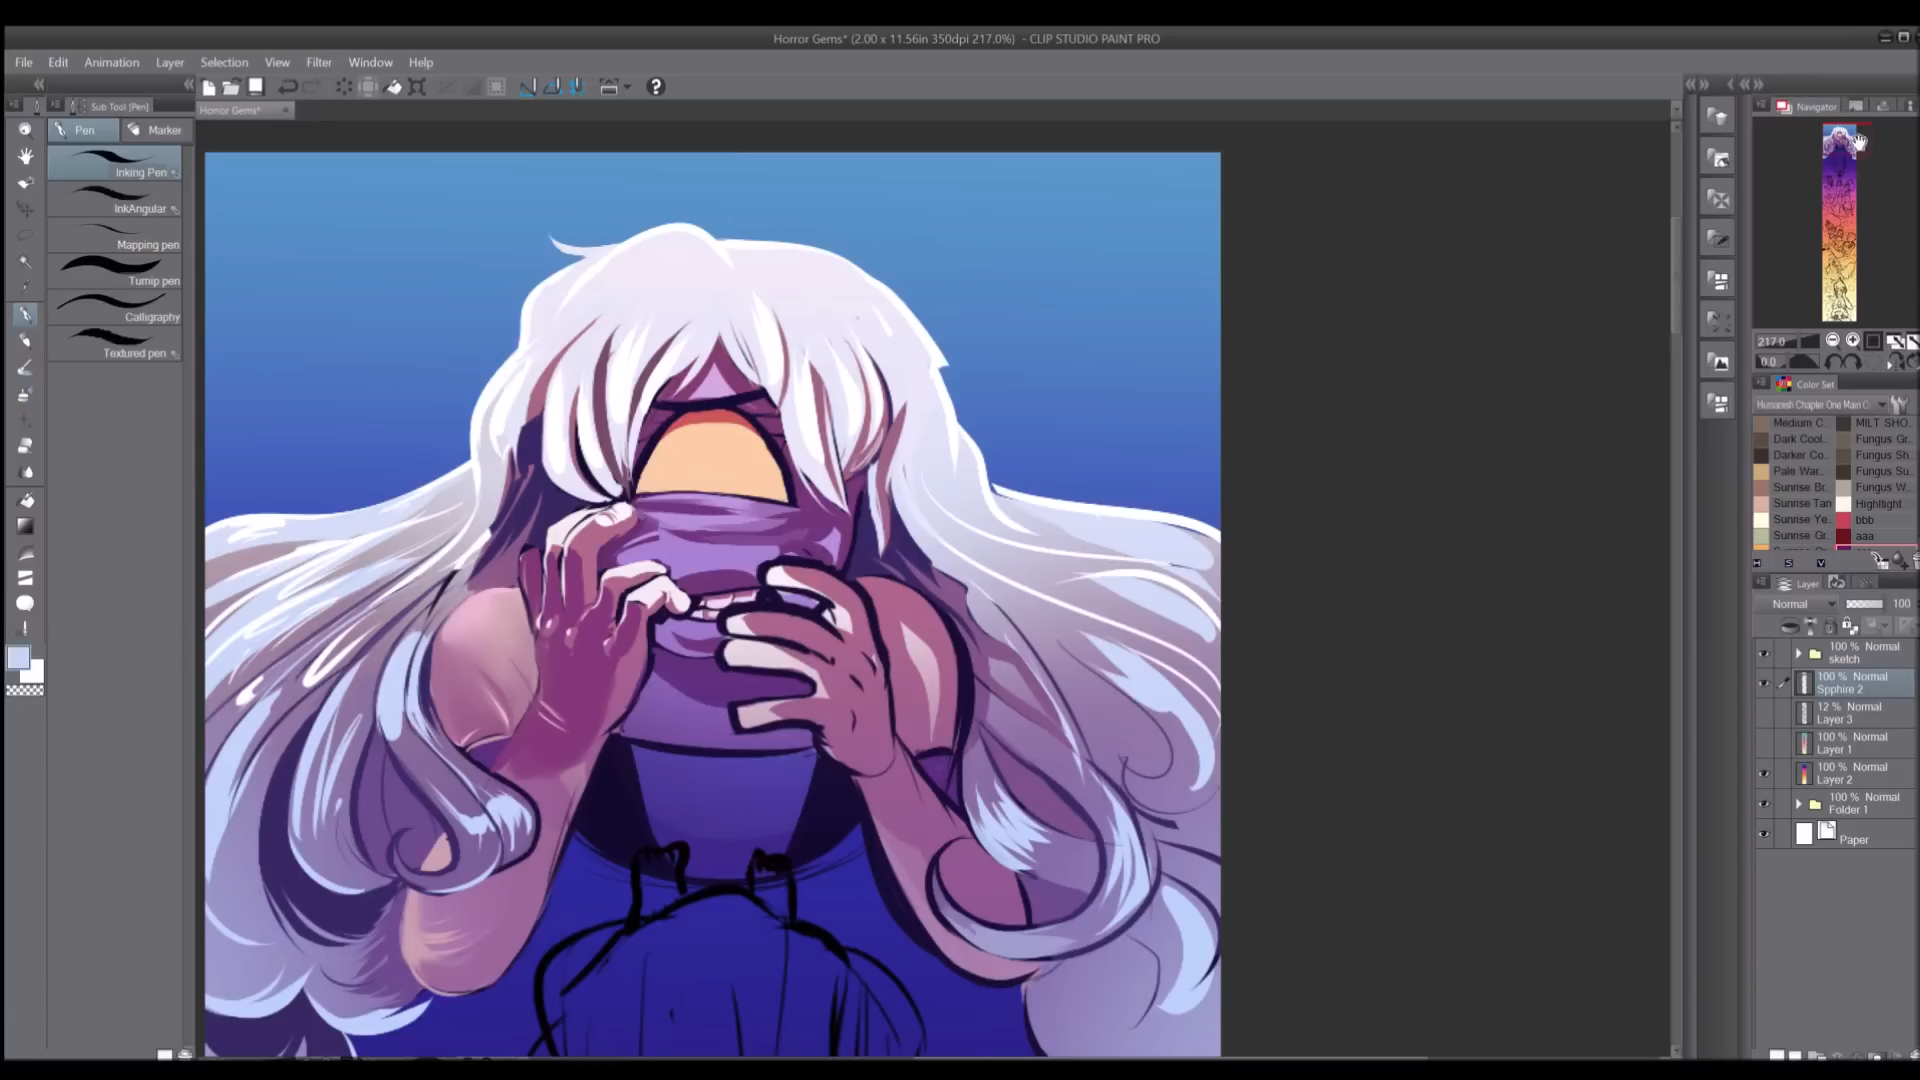 Horror Gems* (2.00 x 11.56in 350dpi 217.0%) - CLIP STUDIO PAINT PRO
File Edit Animation Layer Selection View Filter Window Help
Sub Tool [Pen]
Horror Gems*
Navigator
Pen Marker
Inking Pen
InkAngular
Mapping pen
Turnip pen
Calligraphy
Textured pen
217.0
0.0
Color Set
Humanish Chapter One Main C
Medium C.. MILT SHO..
Dark Cool.. Fungus Gr..
Darker Co.. Fungus Sh..
Pale War.. Fungus Su..
Sunrise Br.. Fungus W..
Sunrise Tan Highltight
Sunrise Ye.. bbb
Sunrise Gr.. aaa
H S V
Layer
Normal 100
100 % Normal
sketch
100 % Normal
Spphire 2
12 % Normal
Layer 3
100 % Normal
Layer 1
100 % Normal
Layer 2
100 % Normal
Folder 1
Paper